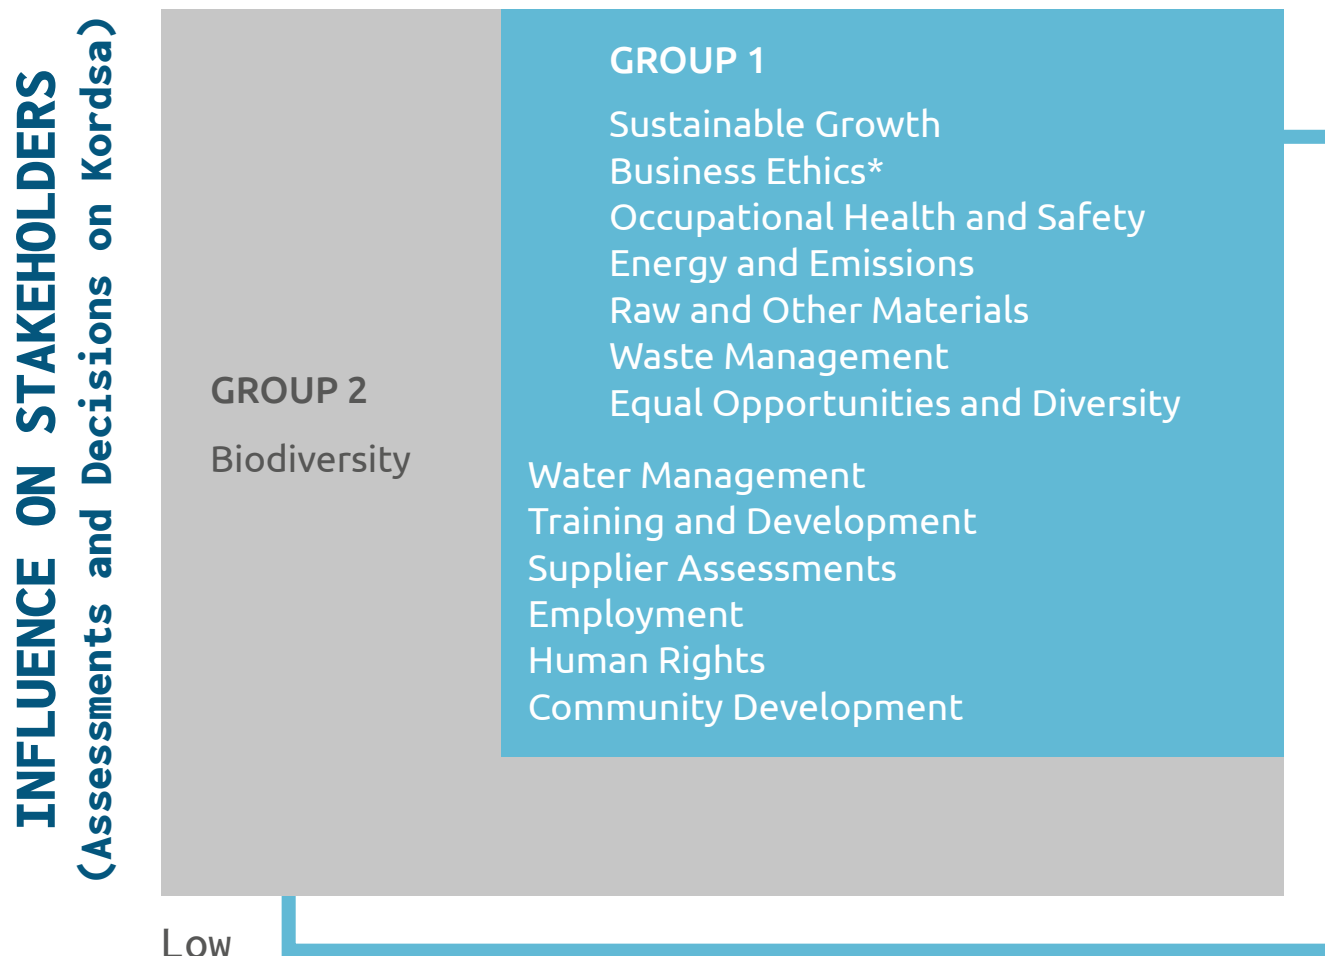 INFLUENCE ON STAKEHOLDERS
(Assessments and Decisions on Kordsa)
GROUP 1
Sustainable Growth
Business Ethics*
Occupational Health and Safety
Energy and Emissions
Raw and Other Materials
Waste Management
Equal Opportunities and Diversity
GROUP 2
Biodiversity
Water Management
Training and Development
Supplier Assessments
Employment
Human Rights
Community Development
Low